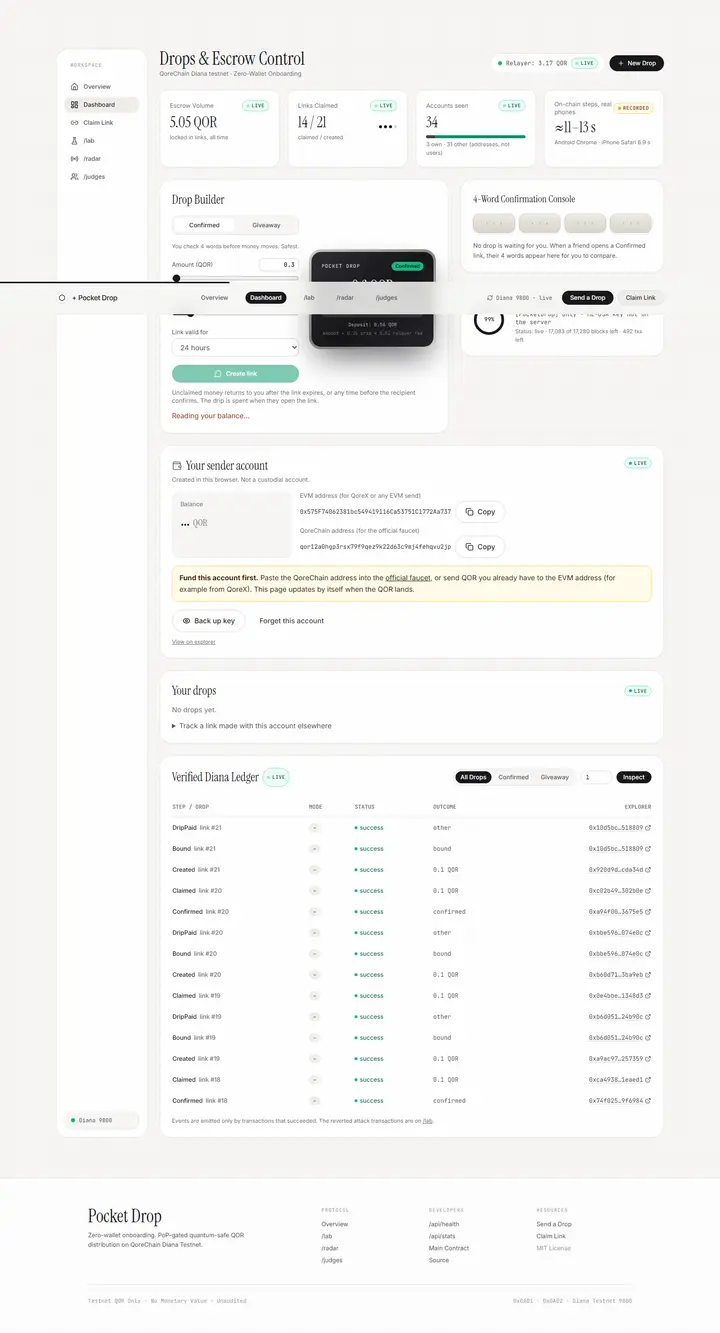 WORKSPACE
Overview
Dashboard
Claim Link
/lab
/radar
/judges
Diana 9800
Drops & Escrow Control
QoreChain Diana testnet · Zero-Wallet Onboarding
Relayer: 3.17 QOR
LIVE
+ New Drop
Escrow Volume
LIVE
5.05 QOR
locked in links, all time
Links Claimed
LIVE
14 / 21
claimed / created
Accounts seen
LIVE
34
3 own · 31 other (addresses, not
users)
On-chain steps, real
phones
RECORDED
≈11–13 s
Android Chrome · iPhone Safari 8.9 s
Drop Builder
Confirmed
Giveaway
You check 4 words before money moves. Safest.
Amount (QOR)
0.3
POCKET DROP
Confirmed
Deposit: 0.56 QOR
4-Word Confirmation Console
No drop is waiting for you. When a friend opens a Confirmed
link, their 4 words appear here for you to compare.
+ Pocket Drop
Overview
Dashboard
/lab
/radar
/judges
Diana 9800 · live
Send a Drop
Claim Link
99%
the server
Status: live · 17,083 of 17,280 blocks left · 492 txs
left
Link valid for
24 hours
Create link
Unclaimed money returns to you after the link expires, or any time before the recipient
confirms. The drip is spent when they open the link.
Reading your balance…
Your sender account
LIVE
Created in this browser. Not a custodial account.
Balance
… QOR
EVM address (for QoreX or any EVM send)
0x575F74062381bc549419116Ca53751C1772Aa737
Copy
QoreChain address (for the official faucet)
qor12a0hgp3rsx79f9qez9k22d63c9mj4fehqvu2jp
Copy
Fund this account first. Paste the QoreChain address into the official faucet, or send QOR you already have to the EVM address (for
example from QoreX). This page updates by itself when the QOR lands.
Back up key
Forget this account
View on explorer
Your drops
LIVE
No drops yet.
Track a link made with this account elsewhere
Verified Diana Ledger
LIVE
All Drops
Confirmed
Giveaway
1
Inspect
STEP / DROP MODE STATUS OUTCOME EXPLORER
DripPaid link #21 – success other 0x10d5bc…518809
Bound link #21 – success bound 0x10d5bc…518809
Created link #21 – success 0.1 QOR 0x920d9d…cda34d
Claimed link #20 – success 0.1 QOR 0xc02b49…302b0e
Confirmed link #20 – success confirmed 0xa94f00…3675e5
DripPaid link #20 – success other 0xbbe596…074e0c
Bound link #20 – success bound 0xbbe596…074e0c
Created link #20 – success 0.1 QOR 0xb60d71…3ba9eb
Claimed link #19 – success 0.1 QOR 0x0e4bbe…1348d3
DripPaid link #19 – success other 0xb6d051…24b90c
Bound link #19 – success bound 0xb6d051…24b90c
Created link #19 – success 0.1 QOR 0xa9ac97…257359
Claimed link #18 – success 0.1 QOR 0xca4938…1eaed1
Confirmed link #18 – success confirmed 0x74f025…9f6984
Events are emitted only by transactions that succeeded. The reverted attack transactions are on /lab.
Pocket Drop
Zero-wallet onboarding. PoP-gated quantum-safe QOR
distribution on QoreChain Diana Testnet.
PROTOCOL
Overview
/lab
/radar
/judges
DEVELOPERS
/api/health
/api/stats
Main Contract
Source
RESOURCES
Send a Drop
Claim Link
MIT License
Testnet QOR Only · No Monetary Value · Unaudited
0x0AB1 · 0x0A02 · Diana Testnet 9800